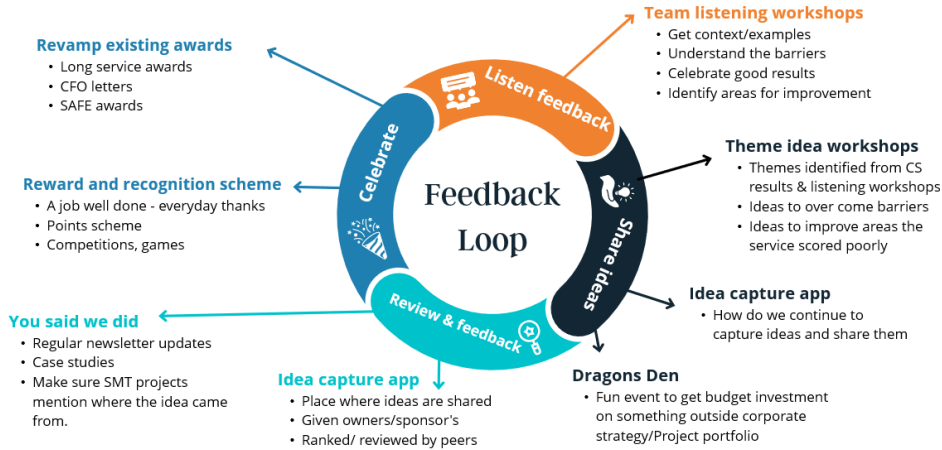 Feedback
Loop
Listen feedback
Team listening workshops
• Get context/examples
• Understand the barriers
• Celebrate good results
• Identify areas for improvement
Share ideas
Theme idea workshops
• Themes identified from CS
results & listening workshops
• Ideas to over come barriers
• Ideas to improve areas the
service scored poorly
Idea capture app
• How do we continue to
capture ideas and share them
Dragons Den
• Fun event to get budget investment
on something outside corporate
strategy/Project portfolio
Review & feedback
Idea capture app
• Place where ideas are shared
• Given owners/sponsor's
• Ranked/ reviewed by peers
You said we did
• Regular newsletter updates
• Case studies
• Make sure SMT projects
mention where the idea came
from.
Celebrate
Reward and recognition scheme
• A job well done - everyday thanks
• Points scheme
• Competitions, games
Revamp existing awards
• Long service awards
• CFO letters
• SAFE awards